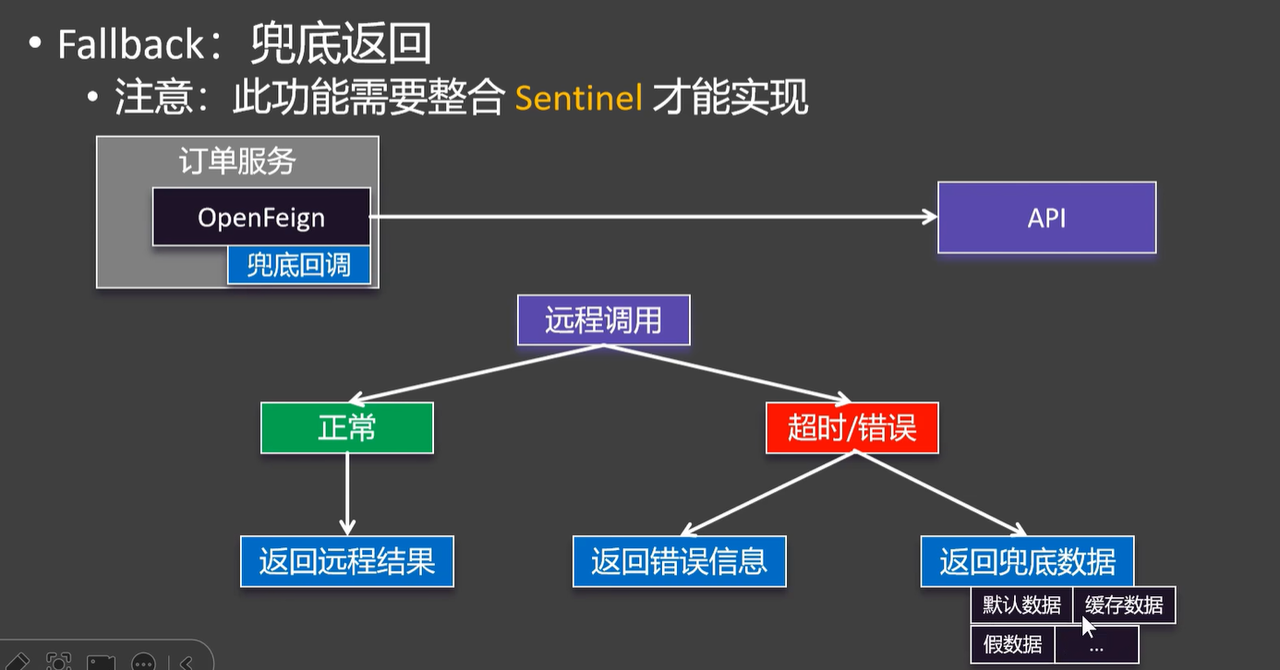 • Fallback：兜底返回
• 注意：此功能需要整合 Sentinel 才能实现
订单服务
OpenFeign
兜底回调
API
远程调用
正常
超时/错误
返回远程结果
返回错误信息
返回兜底数据
默认数据
缓存数据
假数据
...